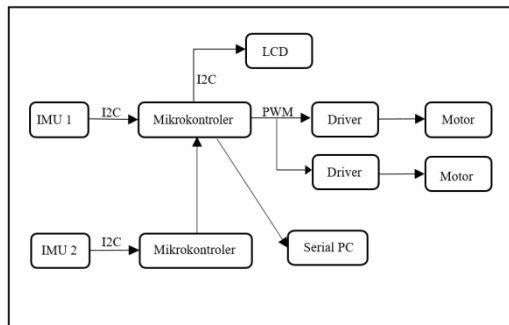 LCD
I2C
IMU 1
I2C
Mikrokontroler
PWM
Driver
Motor
Driver
Motor
IMU 2
I2C
Mikrokontroler
Serial PC